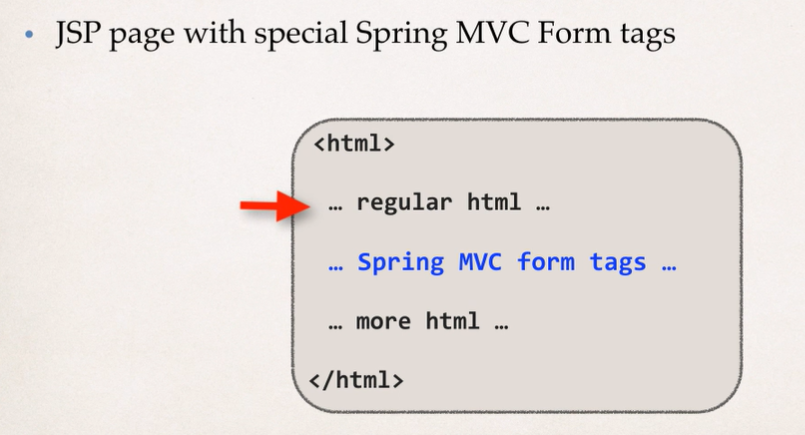 • JSP page with special Spring MVC Form tags
<html>
… regular html …
… Spring MVC form tags …
… more html …
</html>